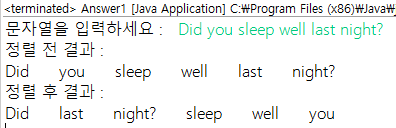 <terminated> Answer1 [Java Application] C:₩Program Files (x86)₩Java₩
문자열을 입력하세요 : Did you sleep well last night?
정렬 전 결과 :
Did you sleep well last night?
정렬 후 결과 :
Did last night? sleep well you